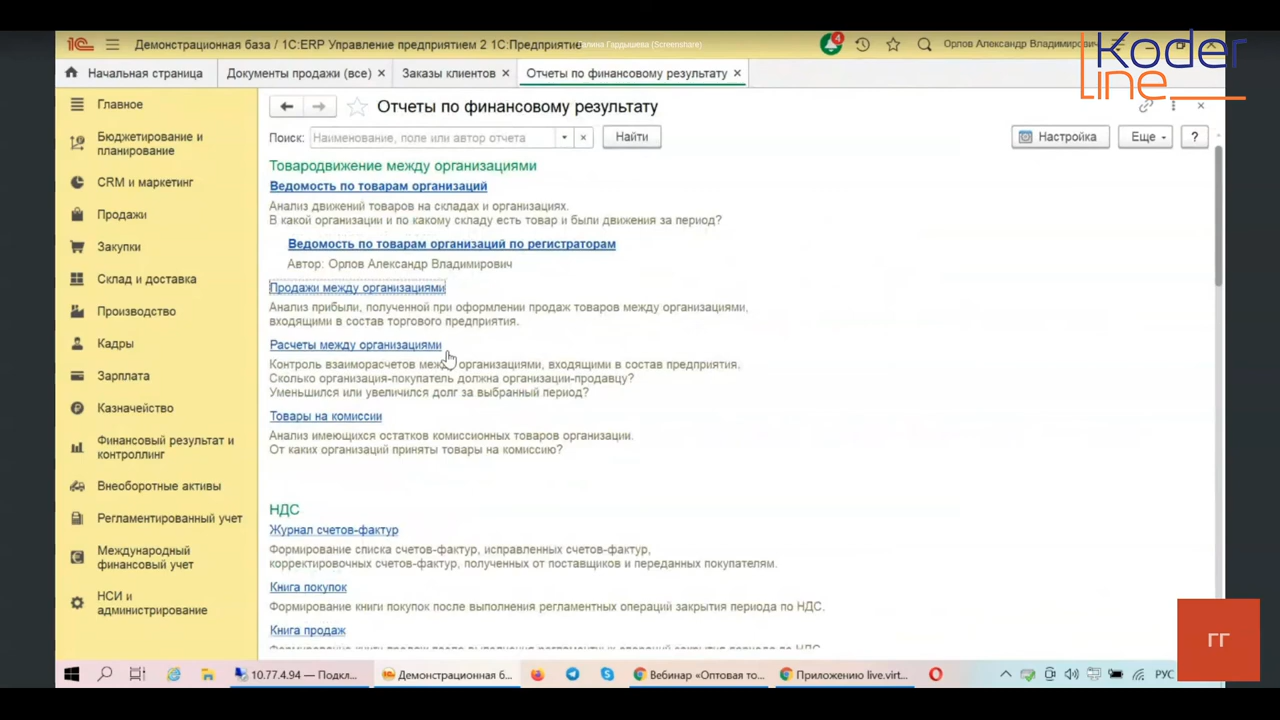 Демонстрационная база / 1С:ERP Управление предприятием 2 1С:Предприятие
Галина Гардышева (Screenshare)
4
Орлов Александр Владимирович
Koder
line
Начальная страница
Документы продажи (все) ×
Заказы клиентов ×
Отчеты по финансовому результату ×
Главное
Бюджетирование и
планирование
CRM и маркетинг
Продажи
Закупки
Склад и доставка
Производство
Кадры
Зарплата
Казначейство
Финансовый результат и
контроллинг
Внеоборотные активы
Регламентированный учет
Международный
финансовый учет
НСИ и
администрирование
Отчеты по финансовому результату
Поиск:
Наименование, поле или автор отчета
Найти
Настройка
Еще
?
Товародвижение между организациями
Ведомость по товарам организаций
Анализ движений товаров на складах и организациях.
В какой организации и по какому складу есть товар и были движения за период?
Ведомость по товарам организаций по регистраторам
Автор: Орлов Александр Владимирович
Продажи между организациями
Анализ прибыли, полученной при оформлении продаж товаров между организациями,
входящими в состав торгового предприятия.
Расчеты между организациями
Контроль взаиморасчетов между организациями, входящими в состав предприятия.
Сколько организация-покупатель должна организации-продавцу?
Уменьшился или увеличился долг за выбранный период?
Товары на комиссии
Анализ имеющихся остатков комиссионных товаров организации.
От каких организаций приняты товары на комиссию?
НДС
Журнал счетов-фактур
Формирование списка счетов-фактур, исправленных счетов-фактур,
корректировочных счетов-фактур, полученных от поставщиков и переданных покупателям.
Книга покупок
Формирование книги покупок после выполнения регламентных операций закрытия периода по НДС.
Книга продаж
ГГ
10.77.4.94 — Подкл...
Демонстрационная б...
Вебинар «Оптовая то...
Приложению live.virt...
РУС